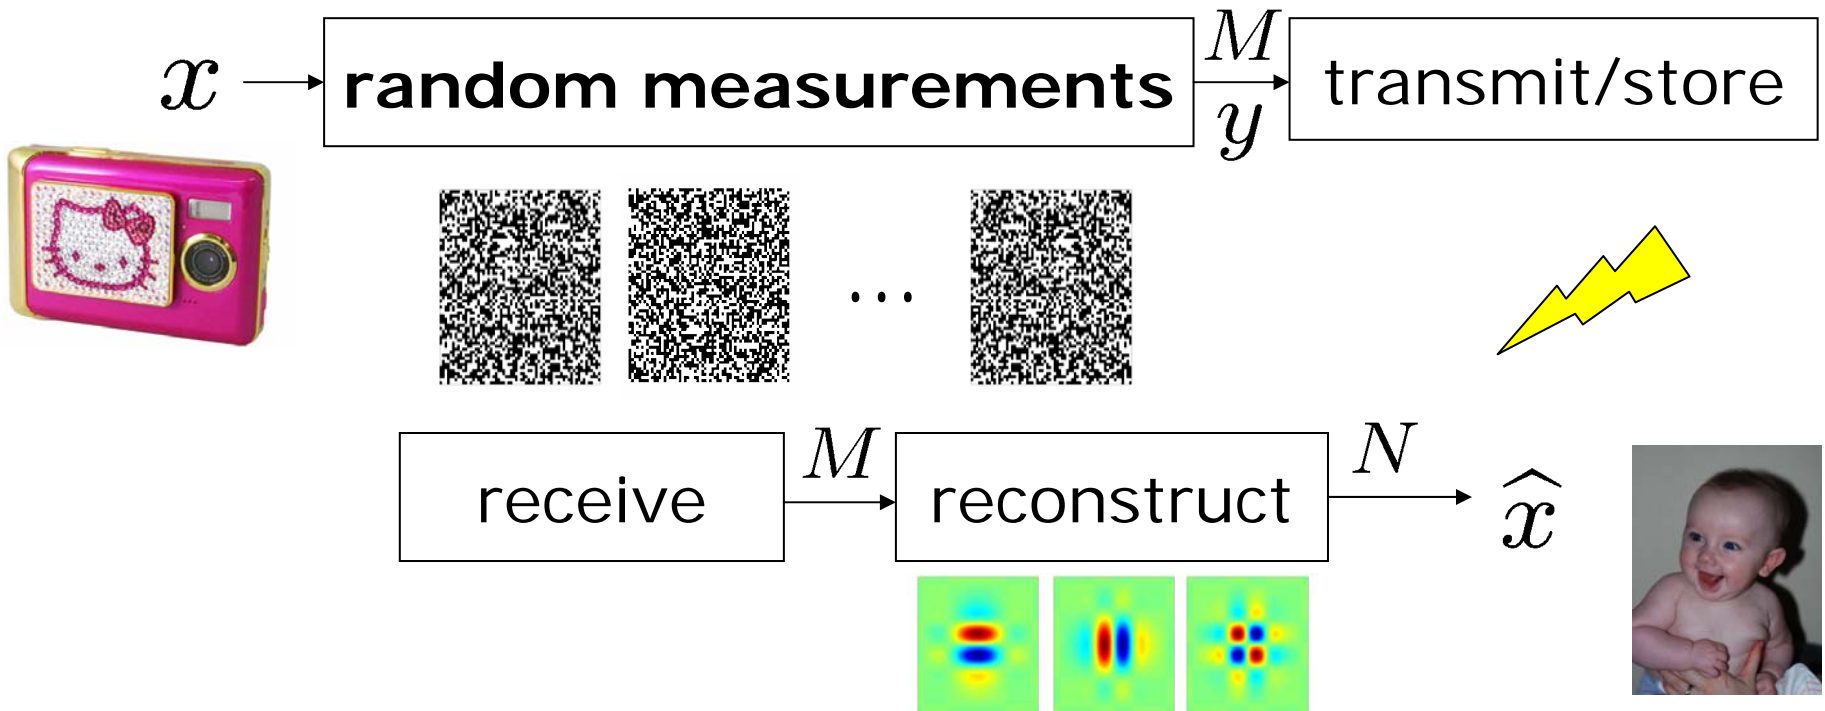 x random measurements M y transmit/store
...
receive M reconstruct N x̂